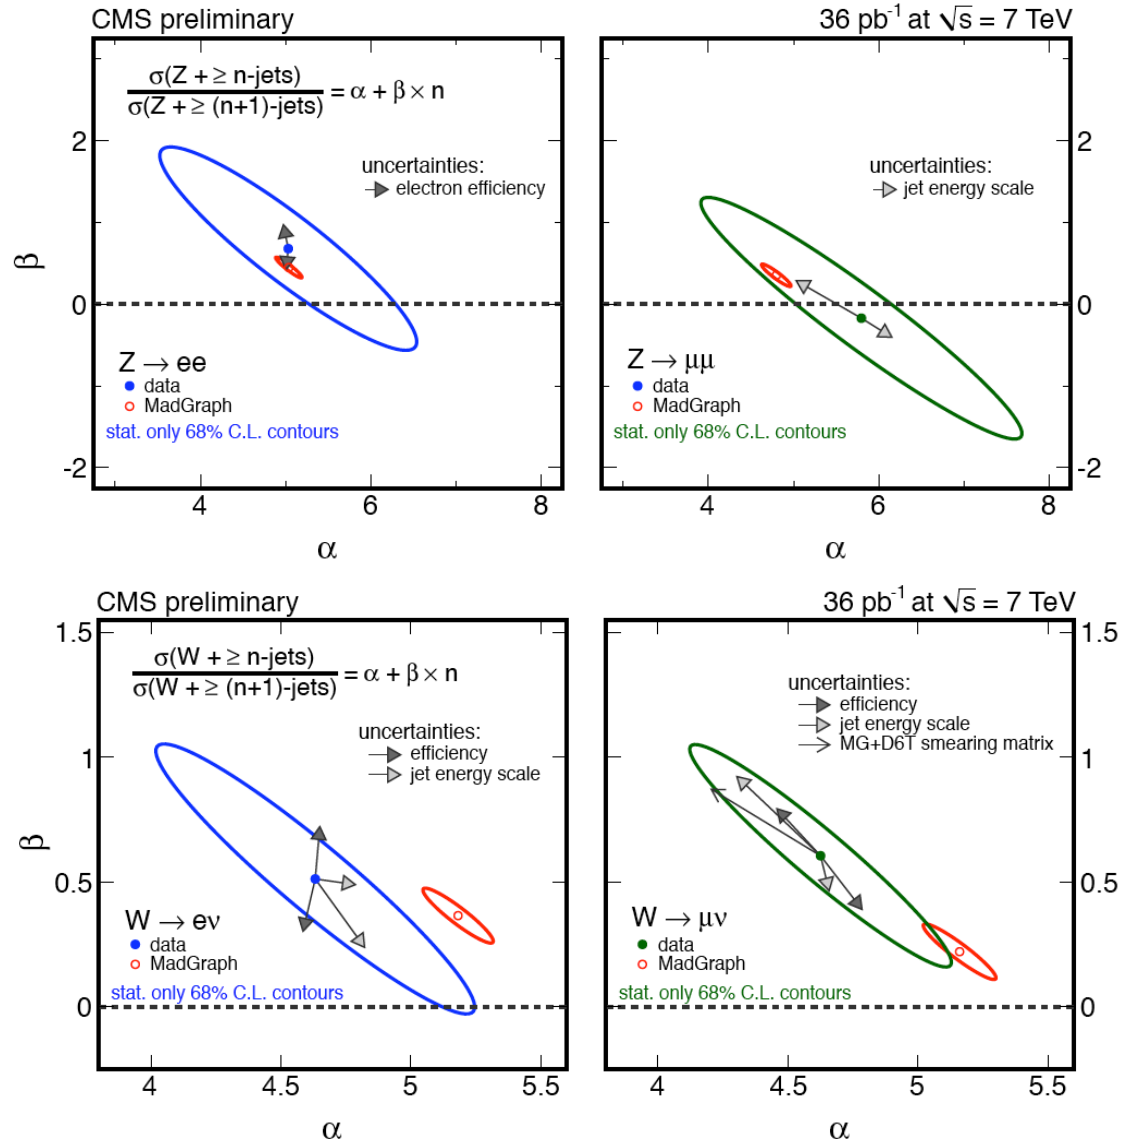 CMS preliminary
36 pb⁻¹ at √s = 7 TeV
σ(Z + ≥ n-jets)
σ(Z + ≥ (n+1)-jets) = α + β × n
uncertainties:
electron efficiency
Z → ee
data
MadGraph
stat. only 68% C.L. contours
β
2
0
-2
4
6
8
α
uncertainties:
jet energy scale
Z → μμ
data
MadGraph
stat. only 68% C.L. contours
2
0
-2
4
6
8
α
CMS preliminary
36 pb⁻¹ at √s = 7 TeV
σ(W + ≥ n-jets)
σ(W + ≥ (n+1)-jets) = α + β × n
uncertainties:
efficiency
jet energy scale
W → eν
data
MadGraph
stat. only 68% C.L. contours
β
1.5
1
0.5
0
4
4.5
5
5.5
α
uncertainties:
efficiency
jet energy scale
MG+D6T smearing matrix
W → μν
data
MadGraph
stat. only 68% C.L. contours
1.5
1
0.5
0
4
4.5
5
5.5
α